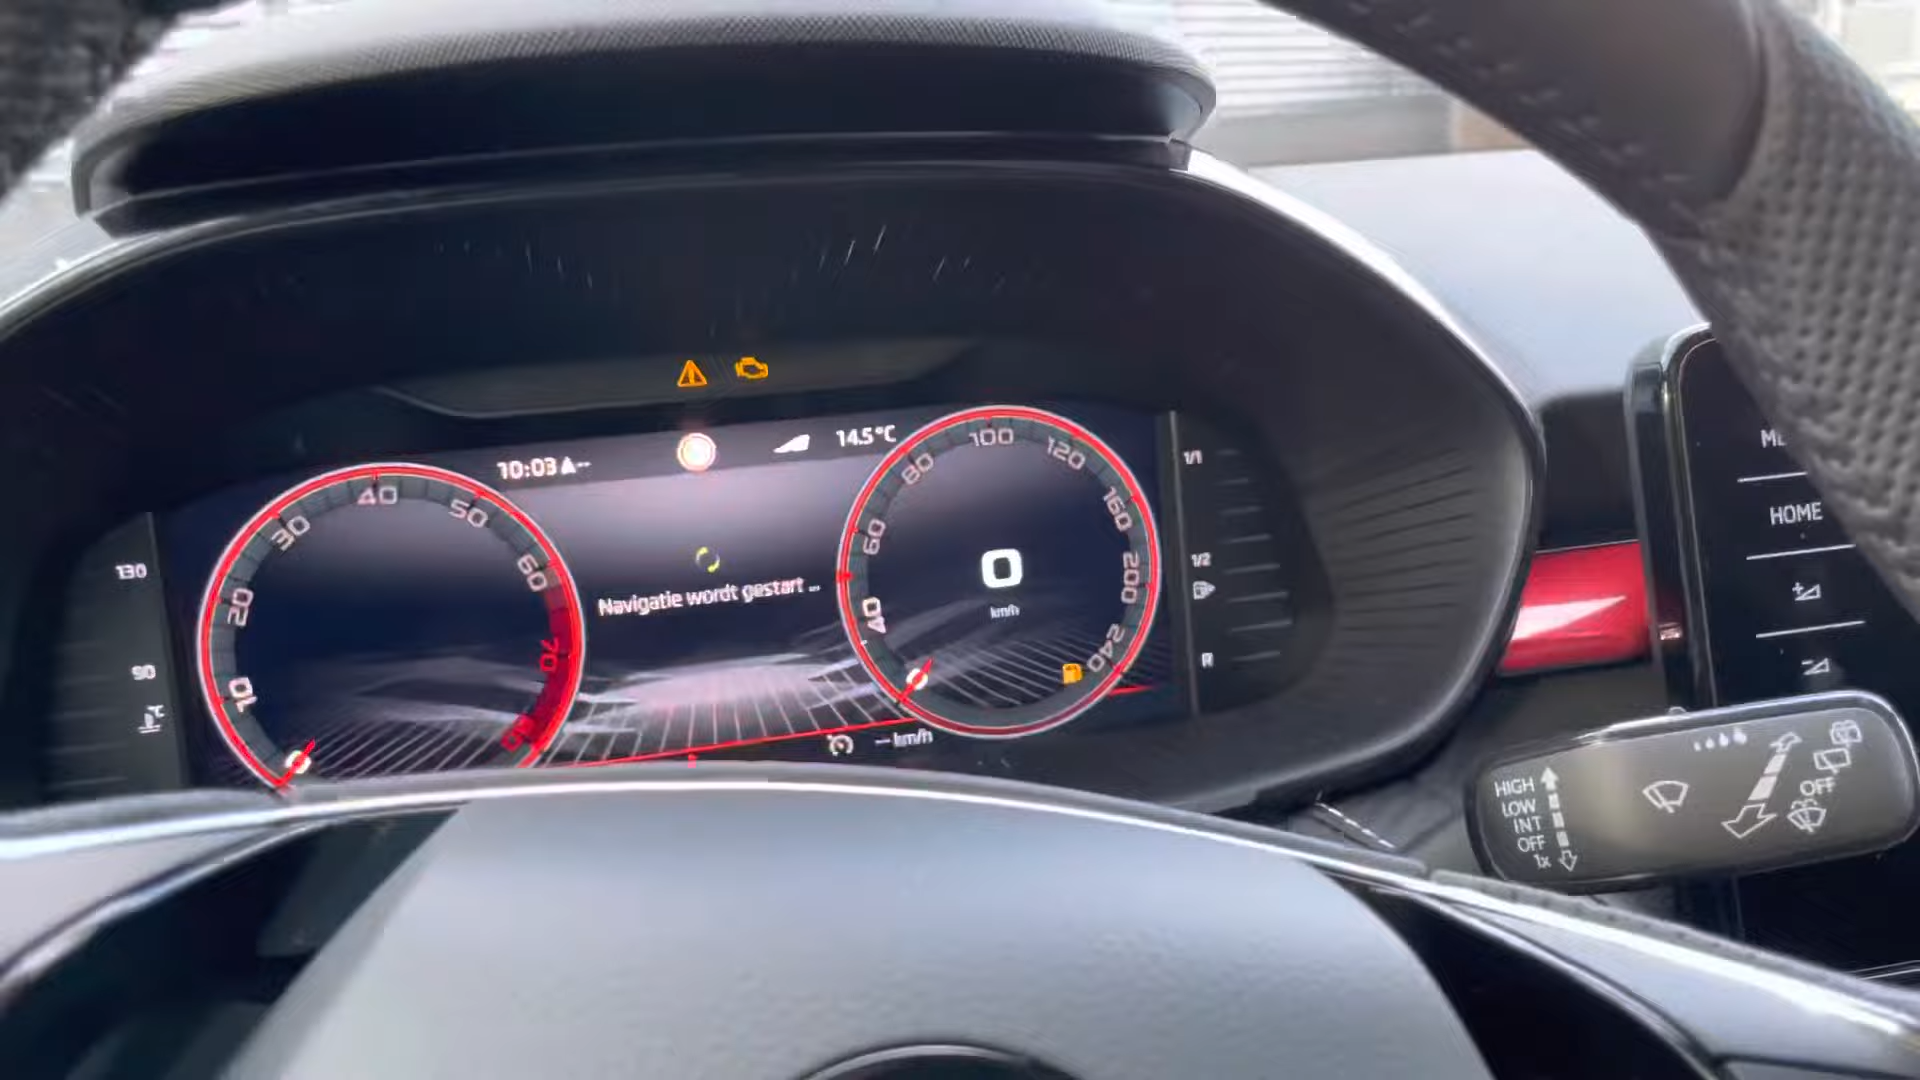 10:03 --
14.5°C
10
20
30
40
50
60
70
80
Navigatie wordt gestart ...
40
60
80
100
120
160
200
240
0
km/h
-- km/h
130
90
°C
1/1
1/2
R
HOME
HIGH
LOW
INT
OFF
1x
OFF